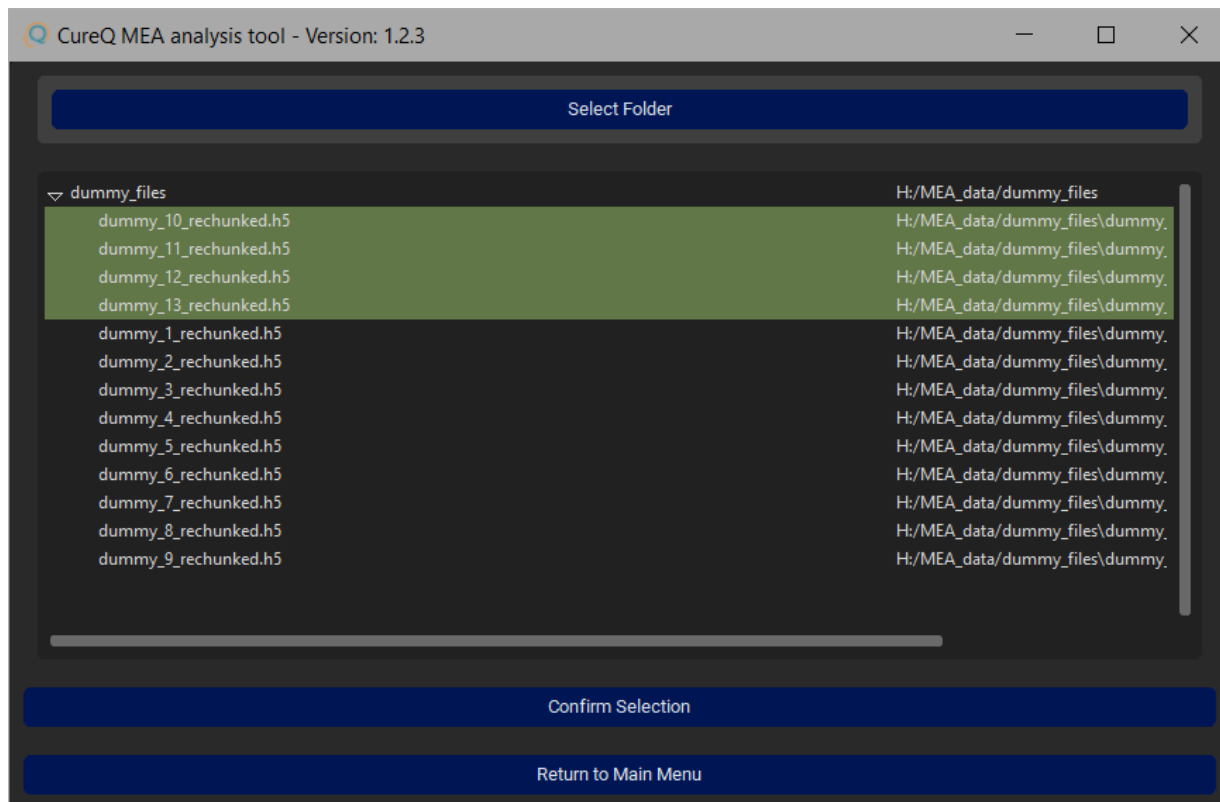 CureQ MEA analysis tool - Version: 1.2.3
Select Folder
dummy_files H:/MEA_data/dummy_files
dummy_10_rechunked.h5 H:/MEA_data/dummy_files\dummy_
dummy_11_rechunked.h5 H:/MEA_data/dummy_files\dummy_
dummy_12_rechunked.h5 H:/MEA_data/dummy_files\dummy_
dummy_13_rechunked.h5 H:/MEA_data/dummy_files\dummy_
dummy_1_rechunked.h5 H:/MEA_data/dummy_files\dummy_
dummy_2_rechunked.h5 H:/MEA_data/dummy_files\dummy_
dummy_3_rechunked.h5 H:/MEA_data/dummy_files\dummy_
dummy_4_rechunked.h5 H:/MEA_data/dummy_files\dummy_
dummy_5_rechunked.h5 H:/MEA_data/dummy_files\dummy_
dummy_6_rechunked.h5 H:/MEA_data/dummy_files\dummy_
dummy_7_rechunked.h5 H:/MEA_data/dummy_files\dummy_
dummy_8_rechunked.h5 H:/MEA_data/dummy_files\dummy_
dummy_9_rechunked.h5 H:/MEA_data/dummy_files\dummy_
Confirm Selection
Return to Main Menu